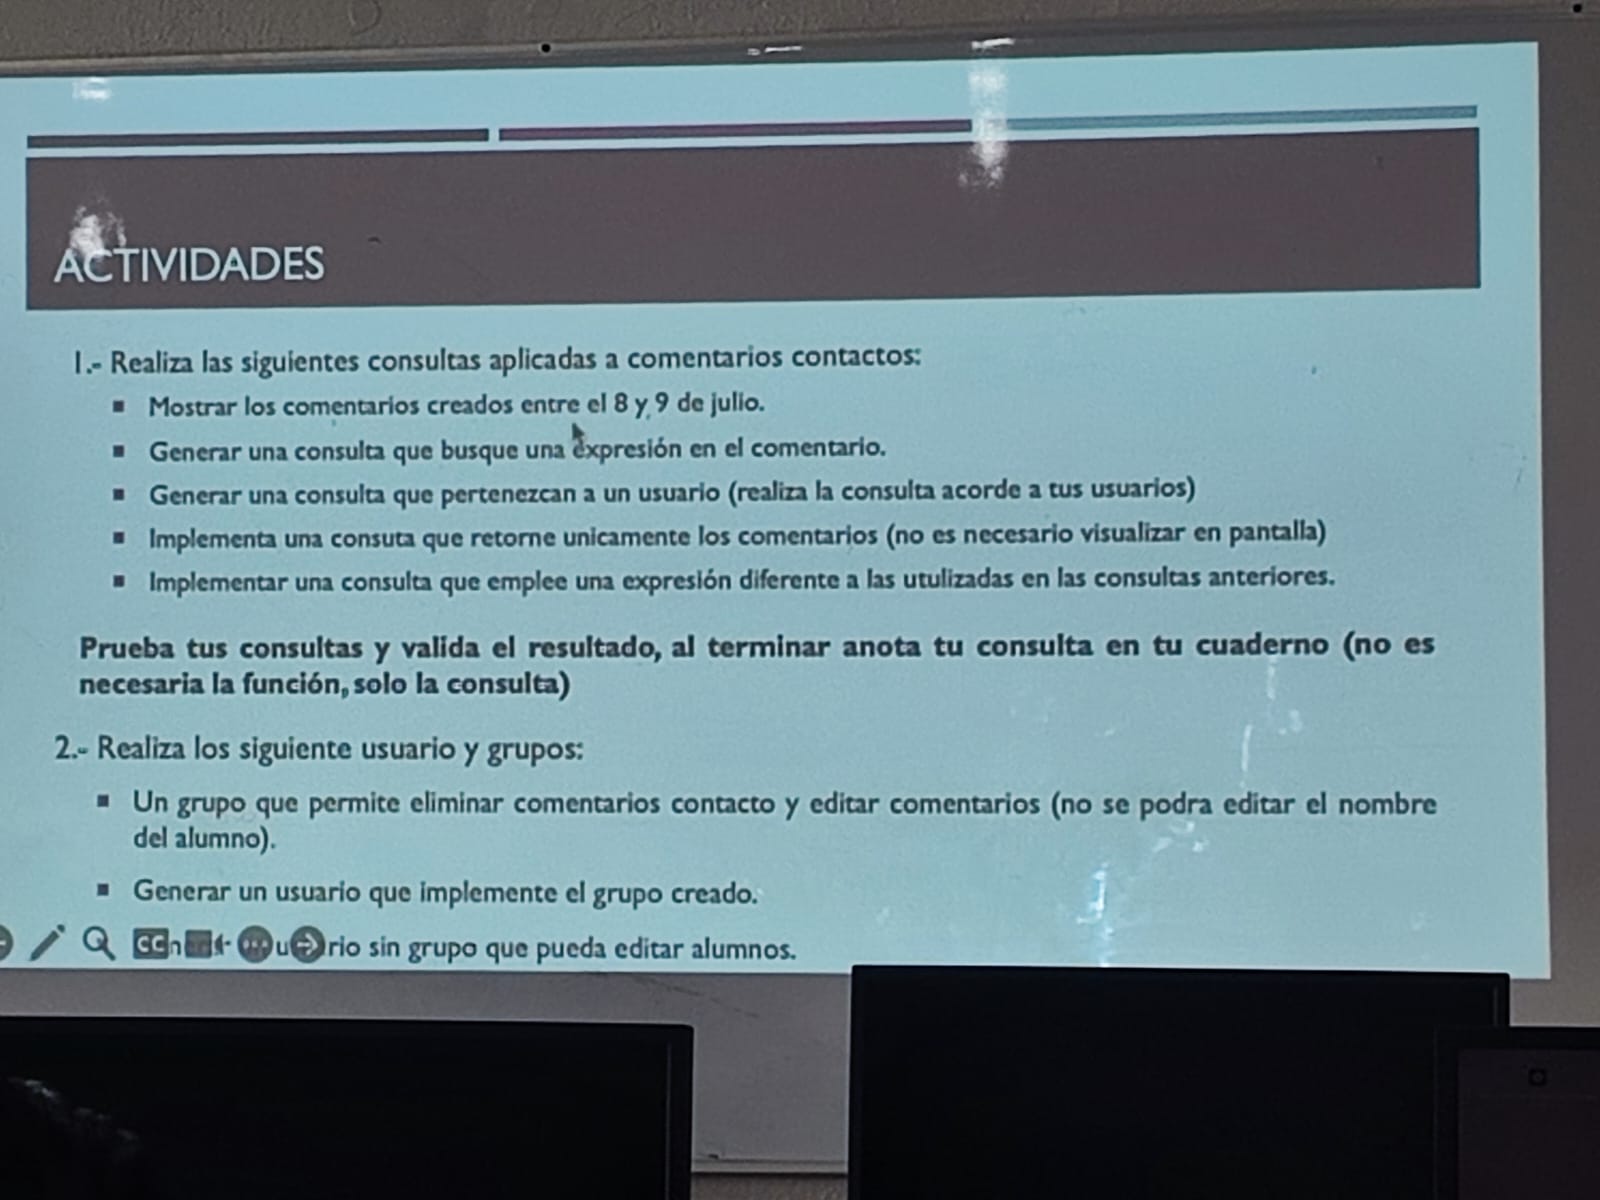 ACTIVIDADES
1.- Realiza las siguientes consultas aplicadas a comentarios contactos:
▪ Mostrar los comentarios creados entre el 8 y 9 de julio.
▪ Generar una consulta que busque una expresión en el comentario.
▪ Generar una consulta que pertenezcan a un usuario (realiza la consulta acorde a tus usuarios)
▪ Implementa una consuta que retorne unicamente los comentarios (no es necesario visualizar en pantalla)
▪ Implementar una consulta que emplee una expresión diferente a las utulizadas en las consultas anteriores.
Prueba tus consultas y valida el resultado, al terminar anota tu consulta en tu cuaderno (no es
necesaria la función, solo la consulta)
2.- Realiza los siguiente usuario y grupos:
▪ Un grupo que permite eliminar comentarios contacto y editar comentarios (no se podra editar el nombre
del alumno).
▪ Generar un usuario que implemente el grupo creado.
CC sin grupo que pueda editar alumnos.